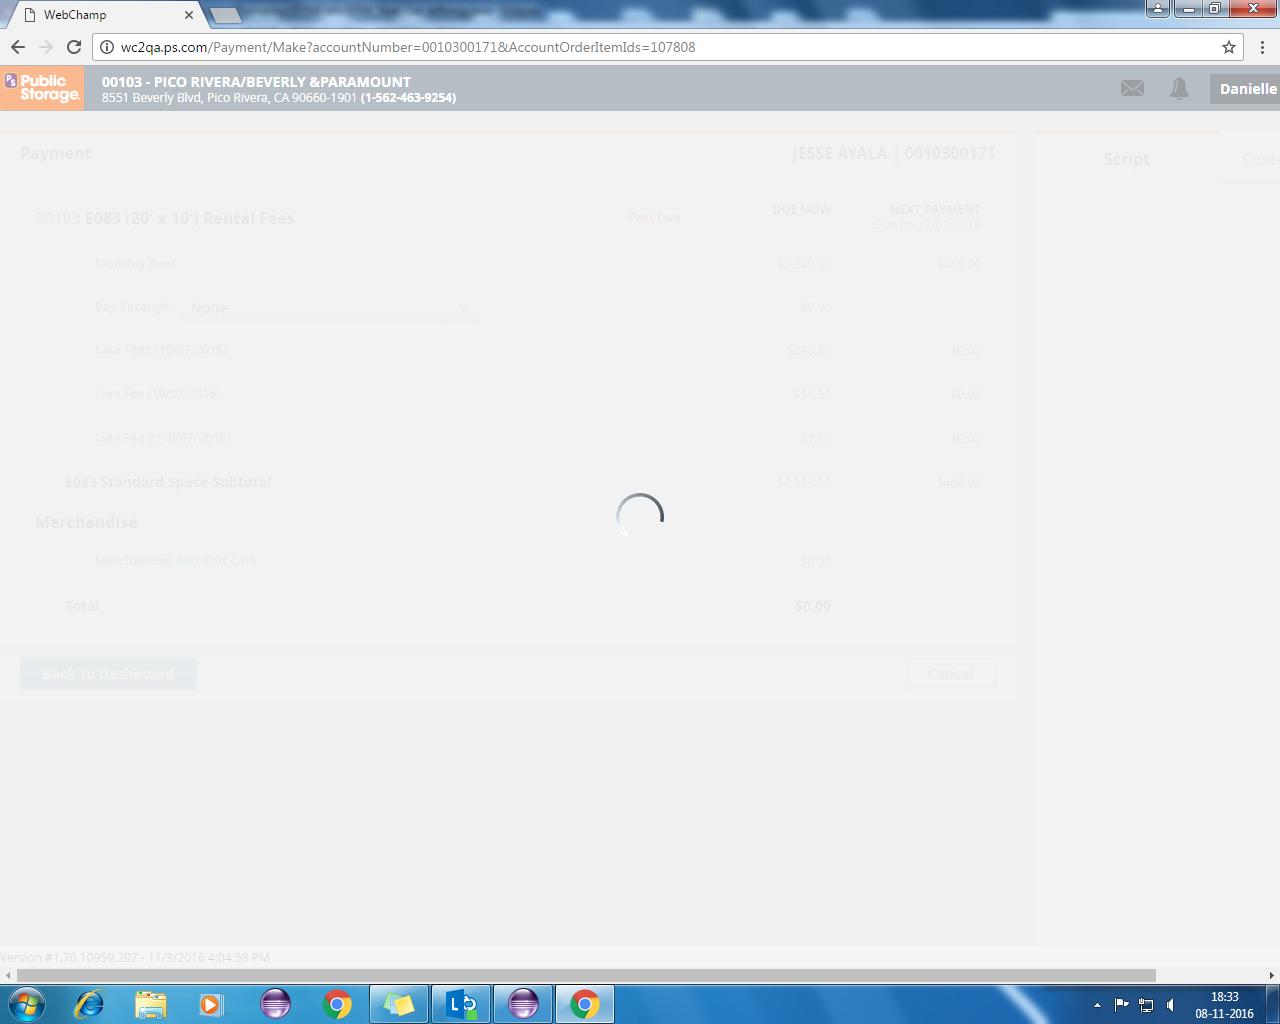 WebChamp
wc2qa.ps.com/Payment/Make?accountNumber=0010300171&AccountOrderItemIds=107808
PS Public Storage.
00103 - PICO RIVERA/BEVERLY &PARAMOUNT
8551 Beverly Blvd, Pico Rivera, CA 90660-1901 (1-562-463-9254)
Danielle
Payment
JESSE AYALA | 0010300171
Script
Custo
00103 E083 (20' x 10') Rental Fees
Past Due
DUE NOW
NEXT PAYMENT
Due on 12/01/2016
Monthly Rent
$2,340.00
$468.00
Pay Through
None
$0.00
Late Fees (10/07/2016)
$280.80
$0.00
Lien Fee (10/07/2016)
$55.50
$0.00
Lien Fee 2 (10/07/2016)
$7.50
$0.00
E083 Standard Space Subtotal
$2,683.80
$468.00
Merchandise
Merchandise Add/Edit Cart
$0.00
Total
$0.00
Back To Dashboard
Cancel
Version #1.70.10959.207 - 11/3/2016 4:04:58 PM
18:33
08-11-2016